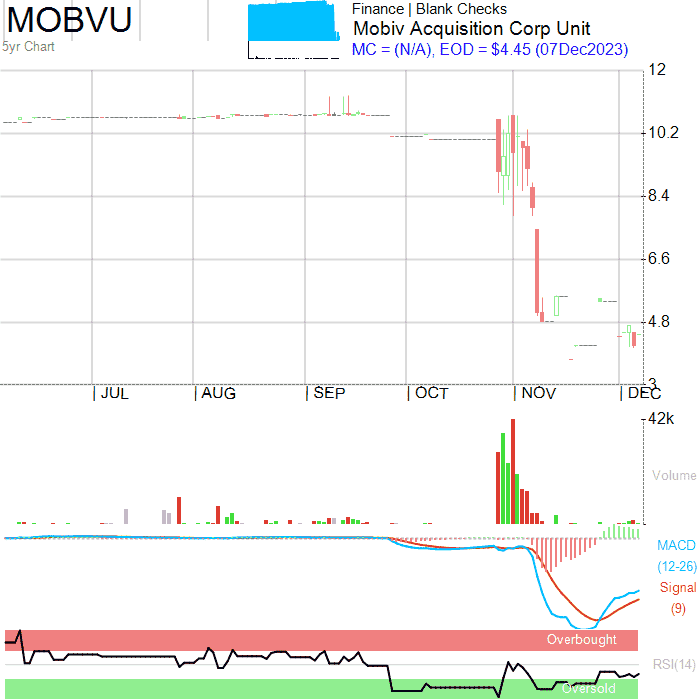 MOBVU
5yr Chart
Finance | Blank Checks
Mobiv Acquisition Corp Unit
MC = (N/A), EOD = $4.45 (07Dec2023)
12
10.2
8.4
6.6
4.8
3
| JUL | AUG | SEP | OCT | NOV | DEC
42k
Volume
MACD
(12-26)
Signal
(9)
Overbought
RSI(14)
Oversold